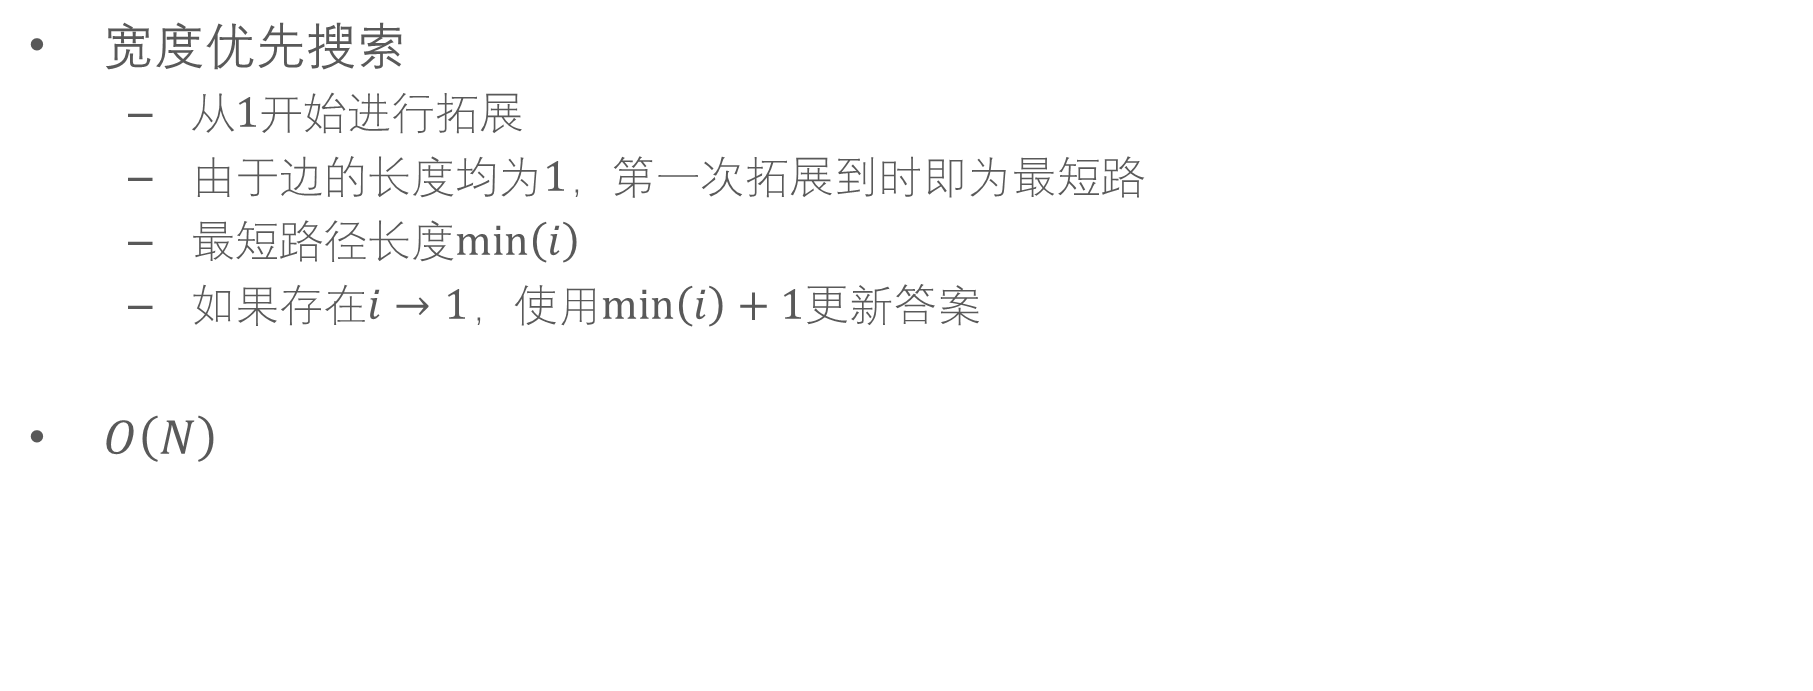 • 宽度优先搜索
– 从1开始进行拓展
– 由于边的长度均为1，第一次拓展到时即为最短路
– 最短路径长度min(i)
– 如果存在i → 1，使用min(i) + 1更新答案
• O(N)